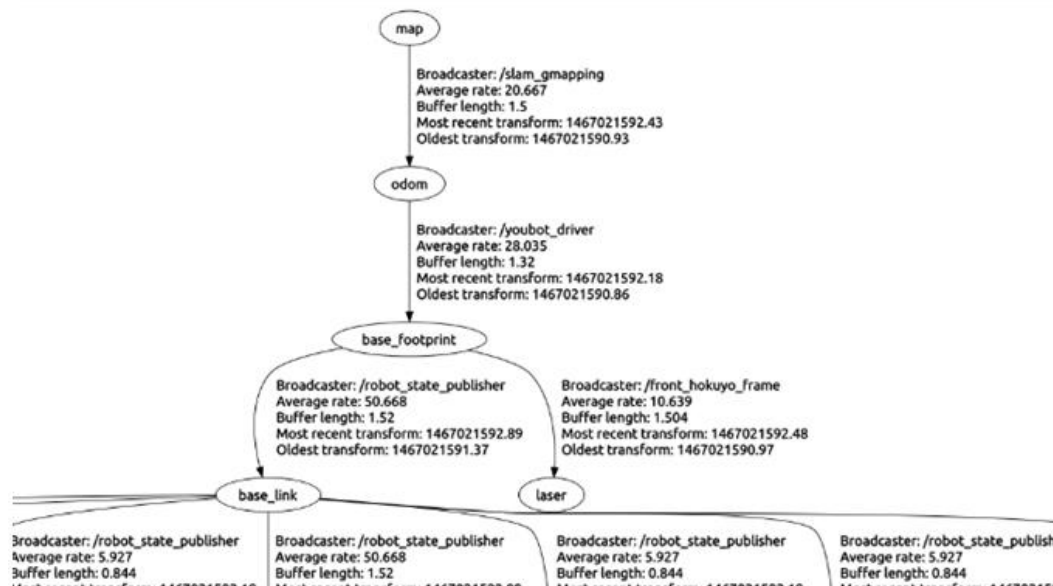 map
Broadcaster: /slam_gmapping
Average rate: 20.667
Buffer length: 1.5
Most recent transform: 1467021592.43
Oldest transform: 1467021590.93
odom
Broadcaster: /youbot_driver
Average rate: 28.035
Buffer length: 1.32
Most recent transform: 1467021592.18
Oldest transform: 1467021590.86
base_footprint
Broadcaster: /robot_state_publisher
Average rate: 50.668
Buffer length: 1.52
Most recent transform: 1467021592.89
Oldest transform: 1467021591.37
Broadcaster: /front_hokuyo_frame
Average rate: 10.639
Buffer length: 1.504
Most recent transform: 1467021592.48
Oldest transform: 1467021590.97
base_link
laser
Broadcaster: /robot_state_publisher
Average rate: 5.927
Buffer length: 0.844
Broadcaster: /robot_state_publisher
Average rate: 50.668
Buffer length: 1.52
Broadcaster: /robot_state_publisher
Average rate: 5.927
Buffer length: 0.844
Broadcaster: /robot_state_publish
Average rate: 5.927
Buffer length: 0.844